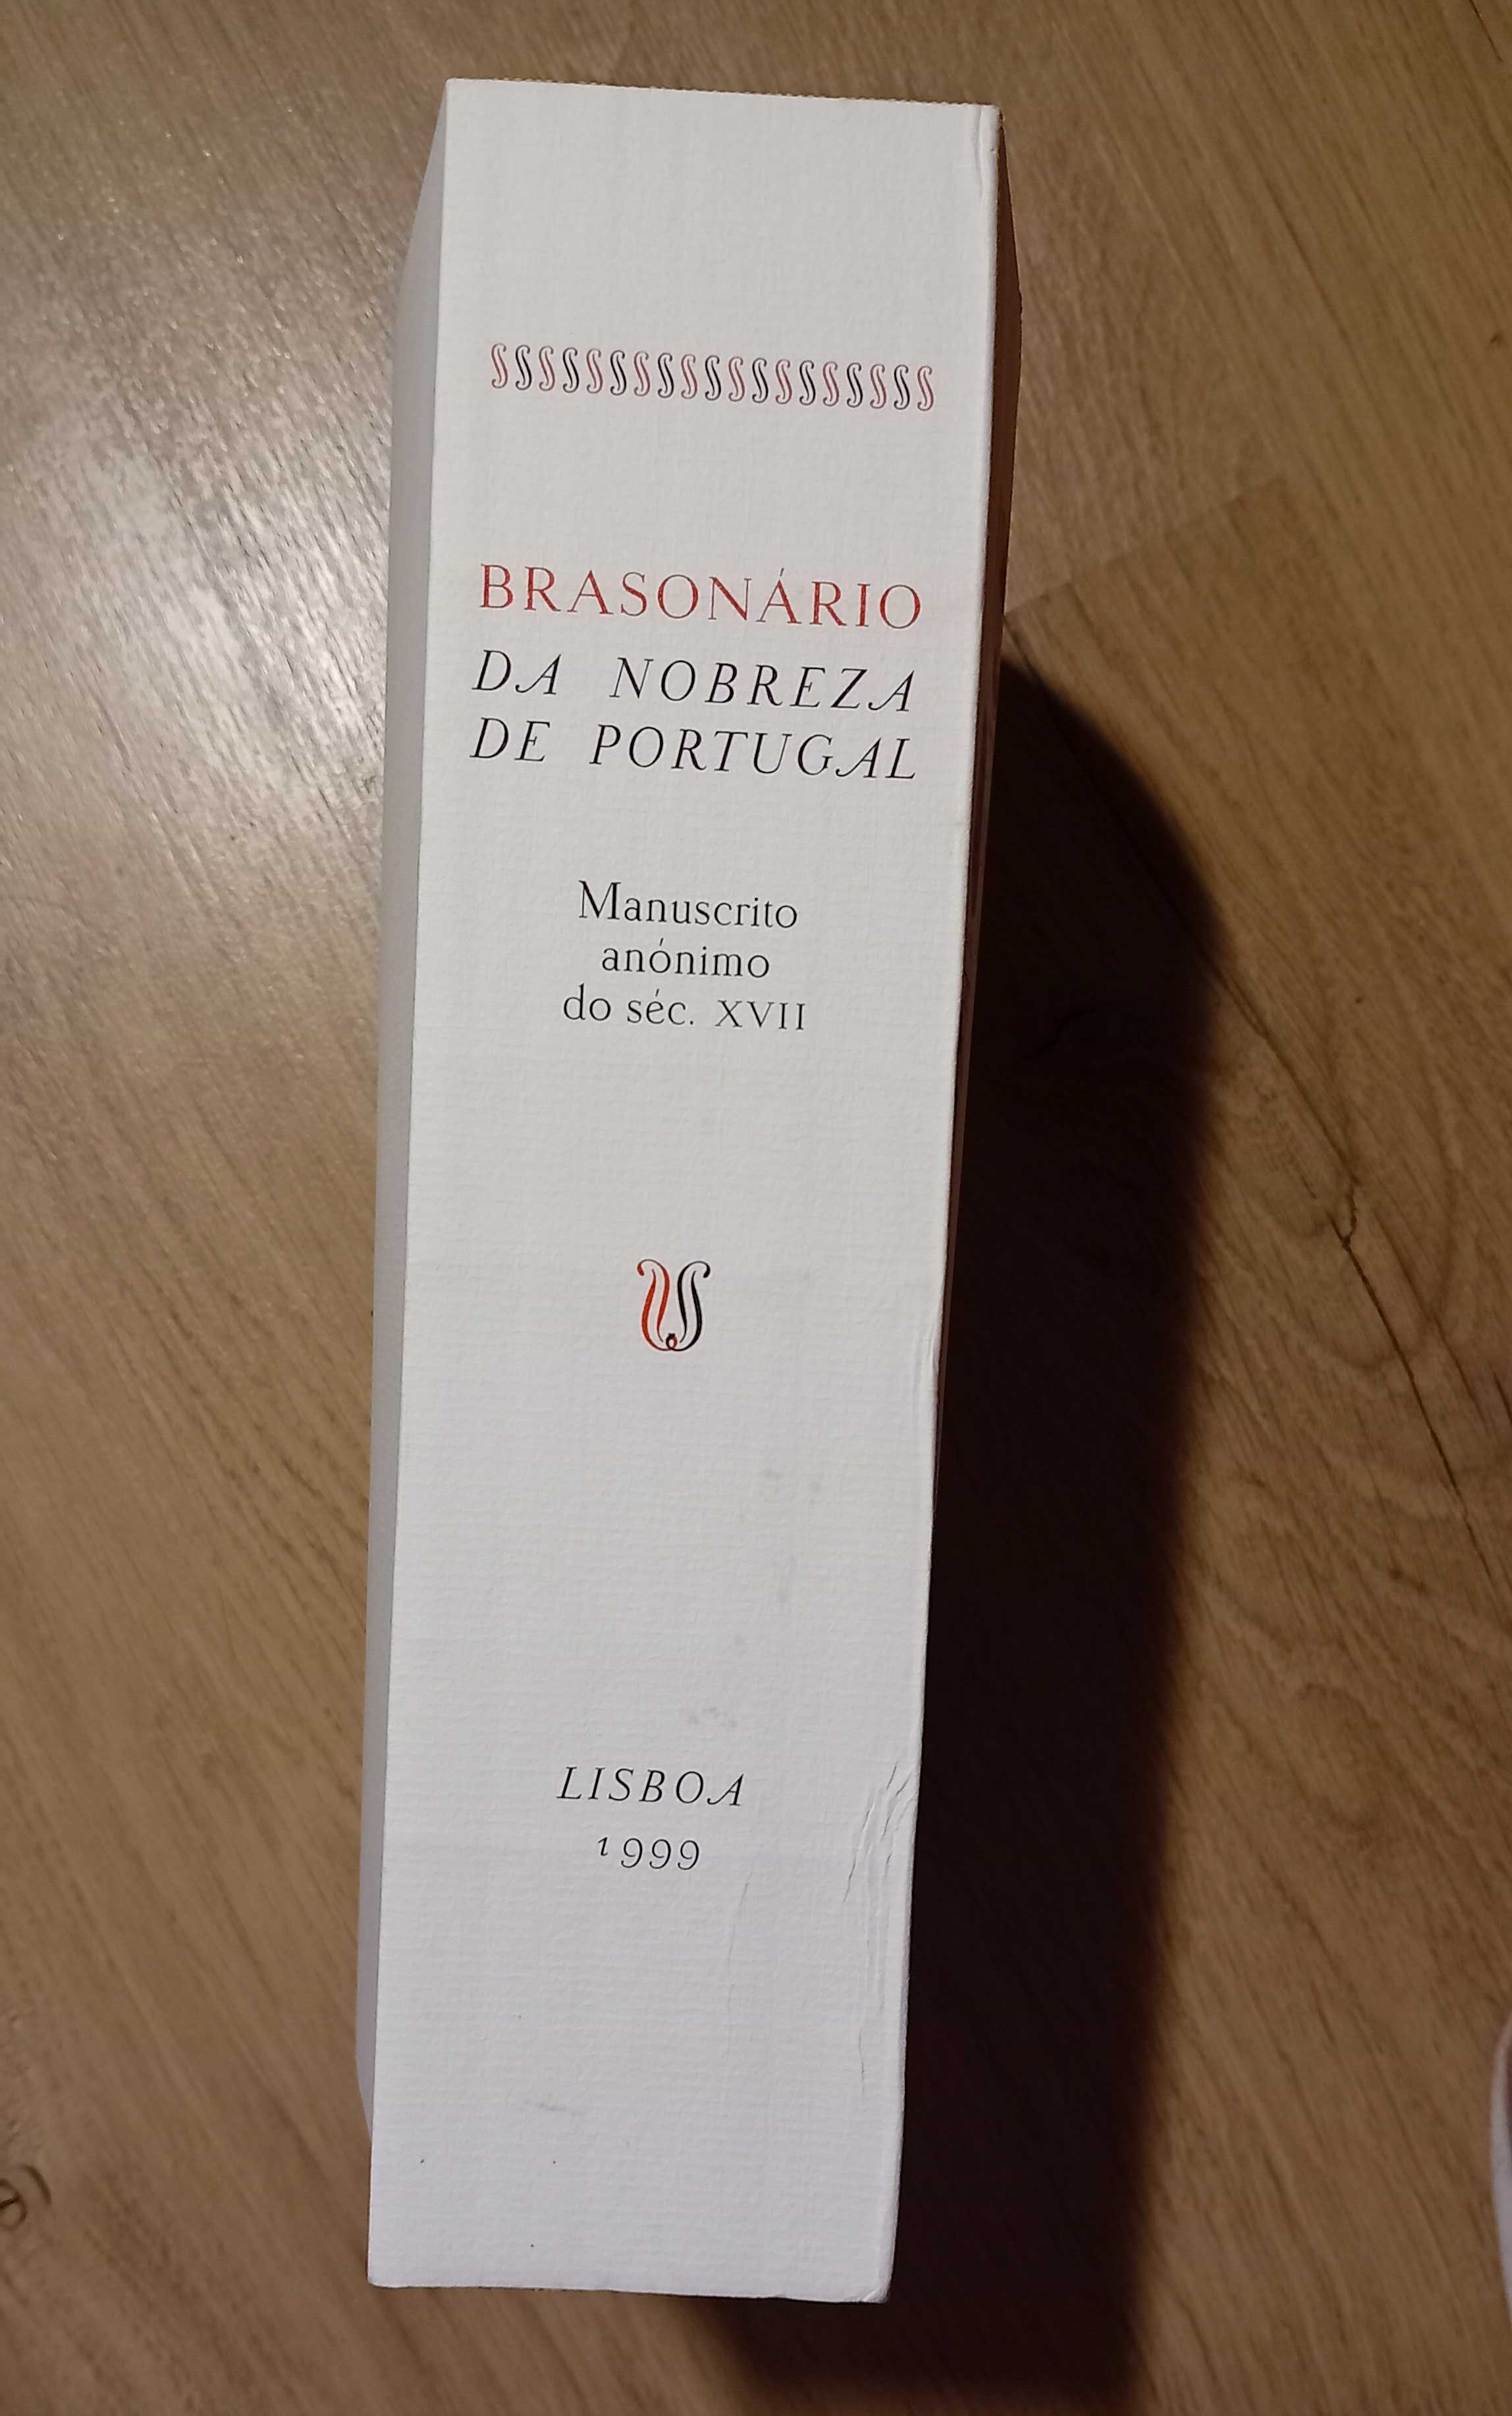 BRASONÁRIO
DA NOBREZA
DE PORTUGAL
Manuscrito
anónimo
do séc. XVII
LISBOA
1999